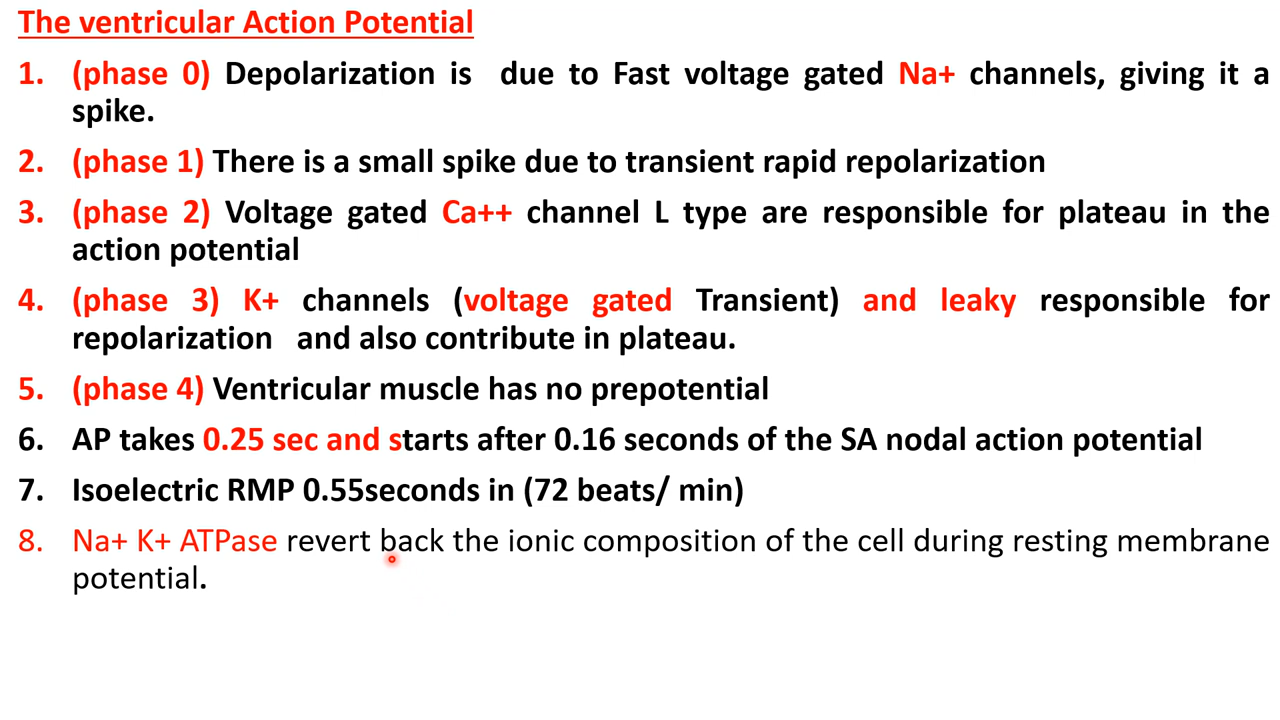 The ventricular Action Potential
1. (phase 0) Depolarization is due to Fast voltage gated Na+ channels, giving it a
spike.
2. (phase 1) There is a small spike due to transient rapid repolarization
3. (phase 2) Voltage gated Ca++ channel L type are responsible for plateau in the
action potential
4. (phase 3) K+ channels (voltage gated Transient) and leaky responsible for
repolarization and also contribute in plateau.
5. (phase 4) Ventricular muscle has no prepotential
6. AP takes 0.25 sec and starts after 0.16 seconds of the SA nodal action potential
7. Isoelectric RMP 0.55seconds in (72 beats/ min)
8. Na+ K+ ATPase revert back the ionic composition of the cell during resting membrane
potential.